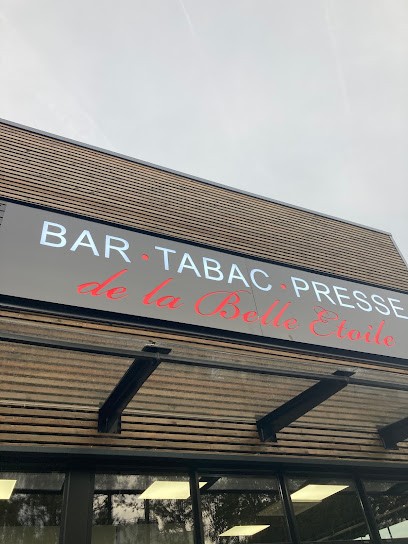 BAR · TABAC · PRESSE
de la Belle Etoile